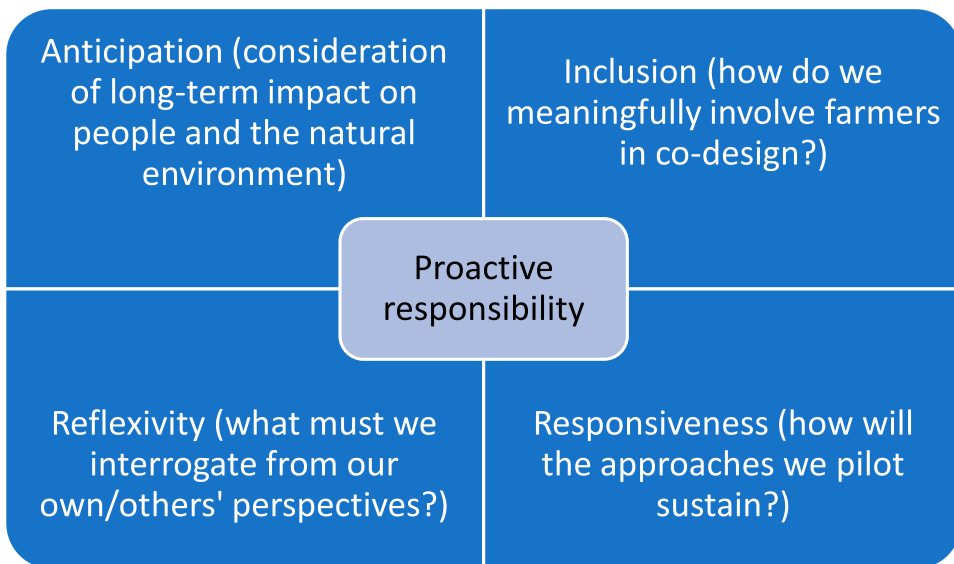 Anticipation (consideration
of long-term impact on
people and the natural
environment)
Inclusion (how do we
meaningfully involve farmers
in co-design?)
Proactive
responsibility
Reflexivity (what must we
interrogate from our
own/others' perspectives?)
Responsiveness (how will
the approaches we pilot
sustain?)